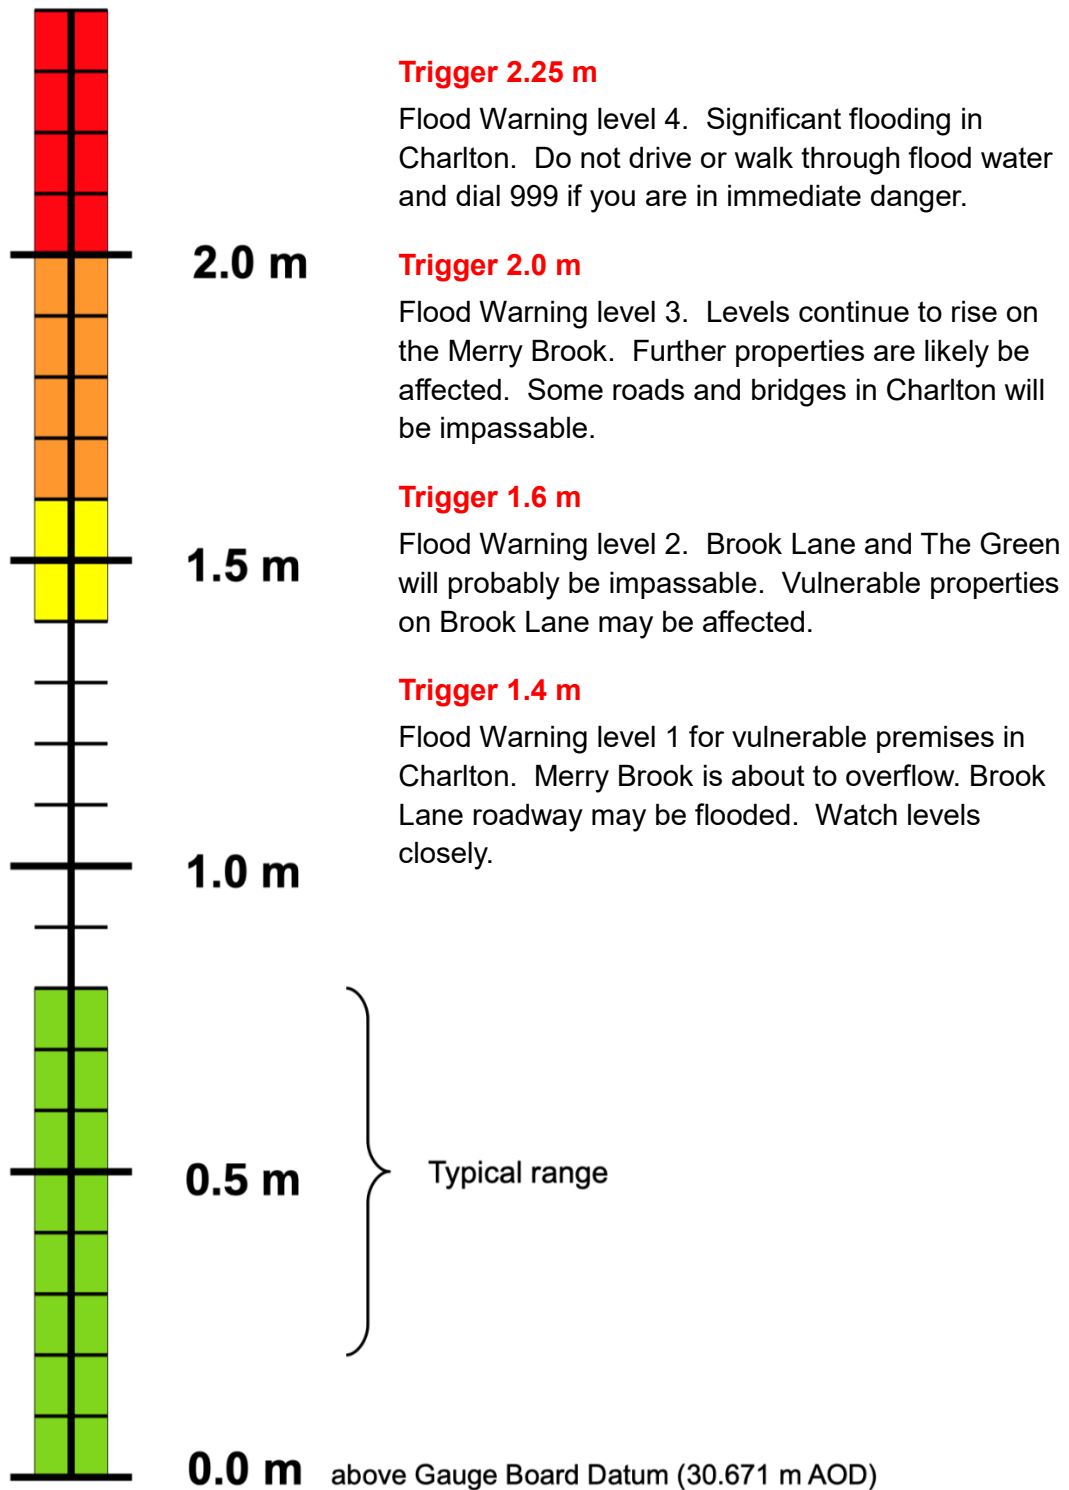 Trigger 2.25 m
Flood Warning level 4.  Significant flooding in
Charlton.  Do not drive or walk through flood water
and dial 999 if you are in immediate danger.
2.0 m
Trigger 2.0 m
Flood Warning level 3.  Levels continue to rise on
the Merry Brook.  Further properties are likely be
affected.  Some roads and bridges in Charlton will
be impassable.
Trigger 1.6 m
Flood Warning level 2.  Brook Lane and The Green
will probably be impassable.  Vulnerable properties
on Brook Lane may be affected.
1.5 m
Trigger 1.4 m
Flood Warning level 1 for vulnerable premises in
Charlton.  Merry Brook is about to overflow. Brook
Lane roadway may be flooded.  Watch levels
closely.
1.0 m
0.5 m
Typical range
0.0 m above Gauge Board Datum (30.671 m AOD)